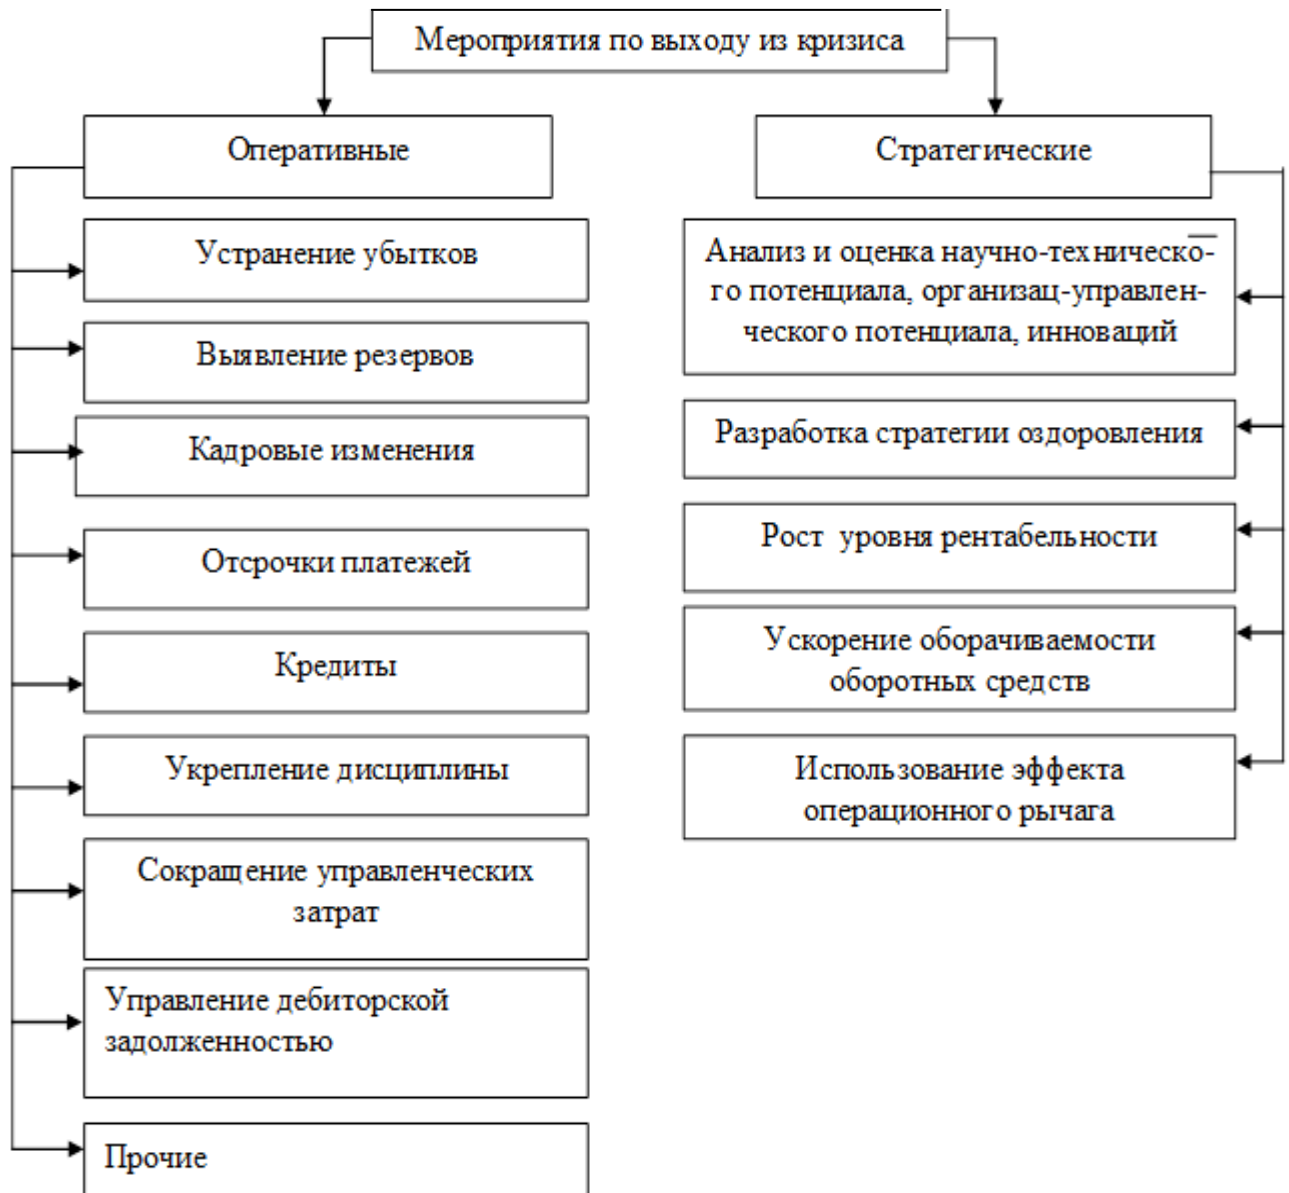 Мероприятия по выходу из кризиса
Оперативные
Устранение убытков
Выявление резервов
Кадровые изменения
Отсрочки платежей
Кредиты
Укрепление дисциплины
Сокращение управленческих
затрат
Управление дебиторской
задолженностью
Прочие
Стратегические
Анализ и оценка научно-техническо-
го потенциала, организац-управлен-
ческого потенциала, инноваций
Разработка стратегии оздоровления
Рост уровня рентабельности
Ускорение оборачиваемости
оборотных средств
Использование эффекта
операционного рычага